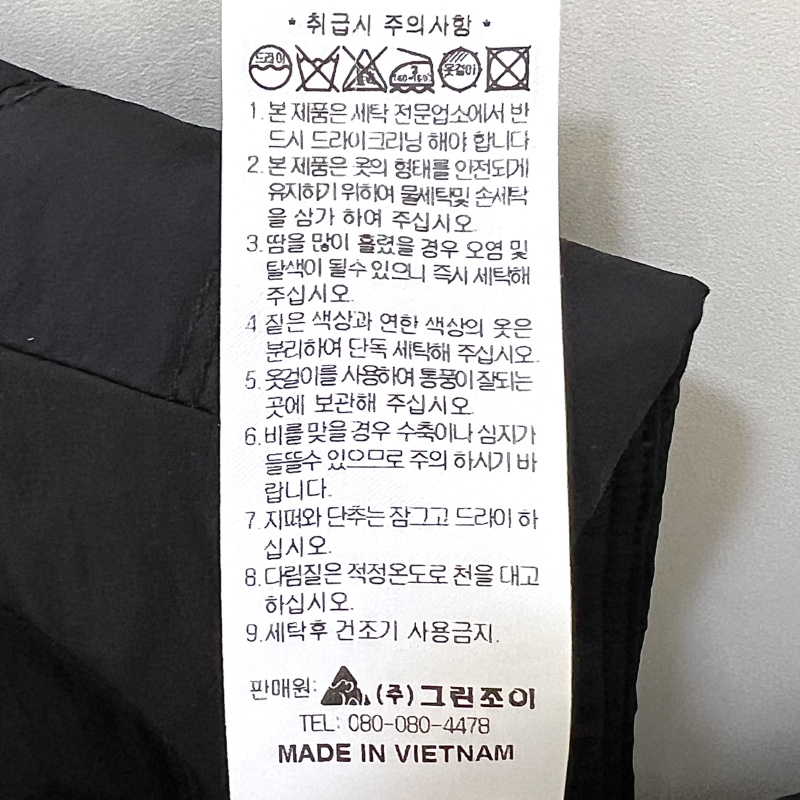 * 취급시 주의사항 *
드라이 140-160℃ 옷걸이
1. 본 제품은 세탁 전문업소에서 반
드시 드라이크리닝 해야 합니다
2. 본 제품은 옷의 형태를 안전되게
유지하기 위하여 물세탁및 손세탁
을 삼가 하여 주십시오.
3. 땀을 많이 흘렸을 경우 오염 및
탈색이 될수 있으니 즉시 세탁해
주십시오.
4. 짙은 색상과 연한 색상의 옷은
분리하여 단독 세탁해 주십시오.
5. 옷걸이를 사용하여 통풍이 잘되는
곳에 보관해 주십시오.
6. 비를 맞을 경우 수축이나 심지가
들뜰수 있으므로 주의 하시기 바
랍니다.
7. 지퍼와 단추는 잠그고 드라이 하
십시오.
8. 다림질은 적정온도로 천을 대고
하십시오.
9. 세탁후 건조기 사용금지.
판매원: (주)그린조이
TEL: 080-080-4478
MADE IN VIETNAM